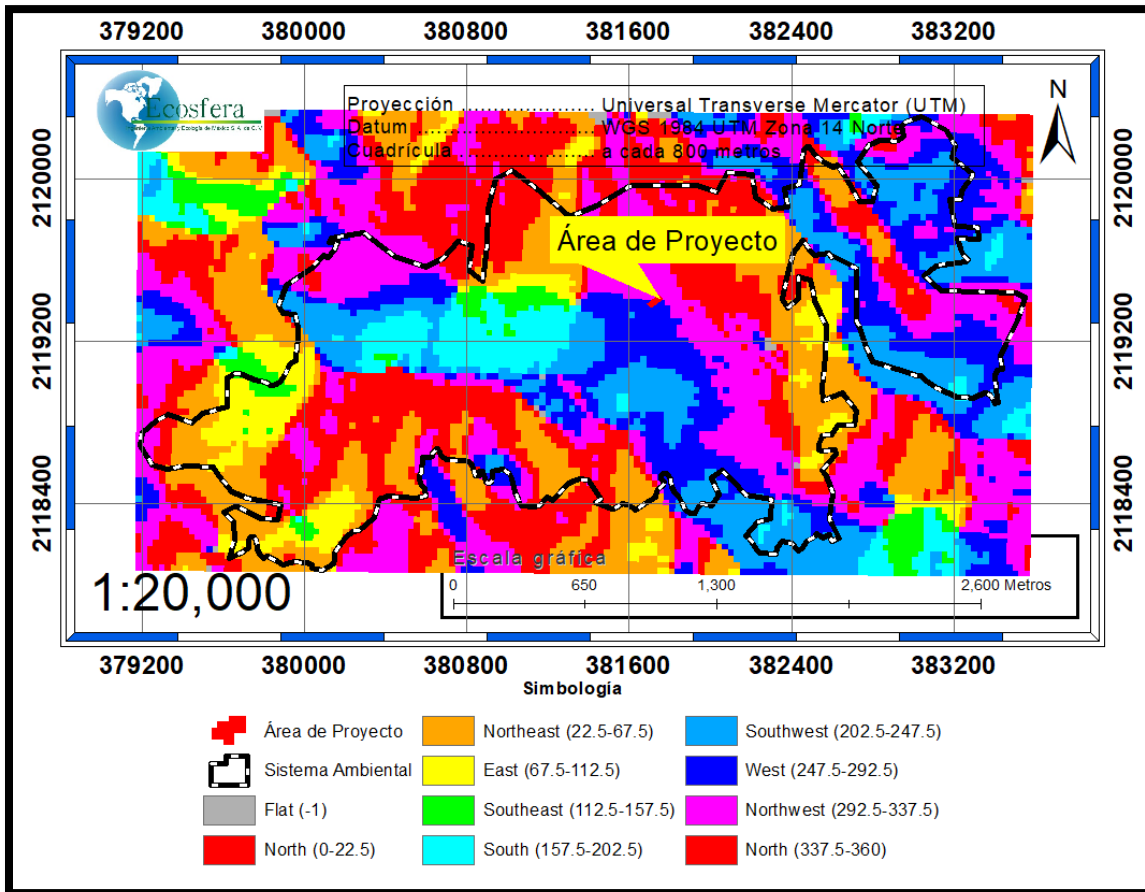 379200 380000 380800 381600 382400 383200
Ecosfera
Proyección ..................... Universal Transverse Mercator (UTM)
Datum ........................... WGS 1984 UTM Zona 14 Norte
Cuadrícula ..................... a cada 800 metros
N
2120000
2120000
Área de Proyecto
2119200
2119200
2118400
2118400
Escala gráfica
1:20,000
0 650 1,300 2,600 Metros
379200 380000 380800 381600 382400 383200
Simbología
Área de Proyecto
Sistema Ambiental
Flat (-1)
North (0-22.5)
Northeast (22.5-67.5)
East (67.5-112.5)
Southeast (112.5-157.5)
South (157.5-202.5)
Southwest (202.5-247.5)
West (247.5-292.5)
Northwest (292.5-337.5)
North (337.5-360)